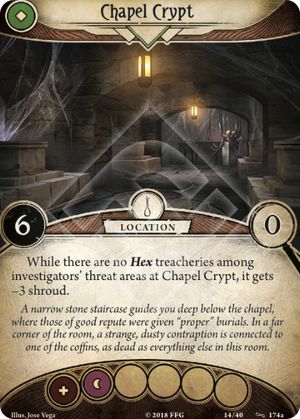 Chapel Crypt
6
LOCATION
0
While there are no Hex treacheries among
investigators' threat areas at Chapel Crypt, it gets
–3 shroud.
A narrow stone staircase guides you deep below the chapel,
where those of good repute were given "proper" burials. In a far
corner of the room, a strange, dusty contraption is connected to
one of the coffins, as dead as everything else in this room.
Illus. Jose Vega
© 2018 FFG
14/40
174a